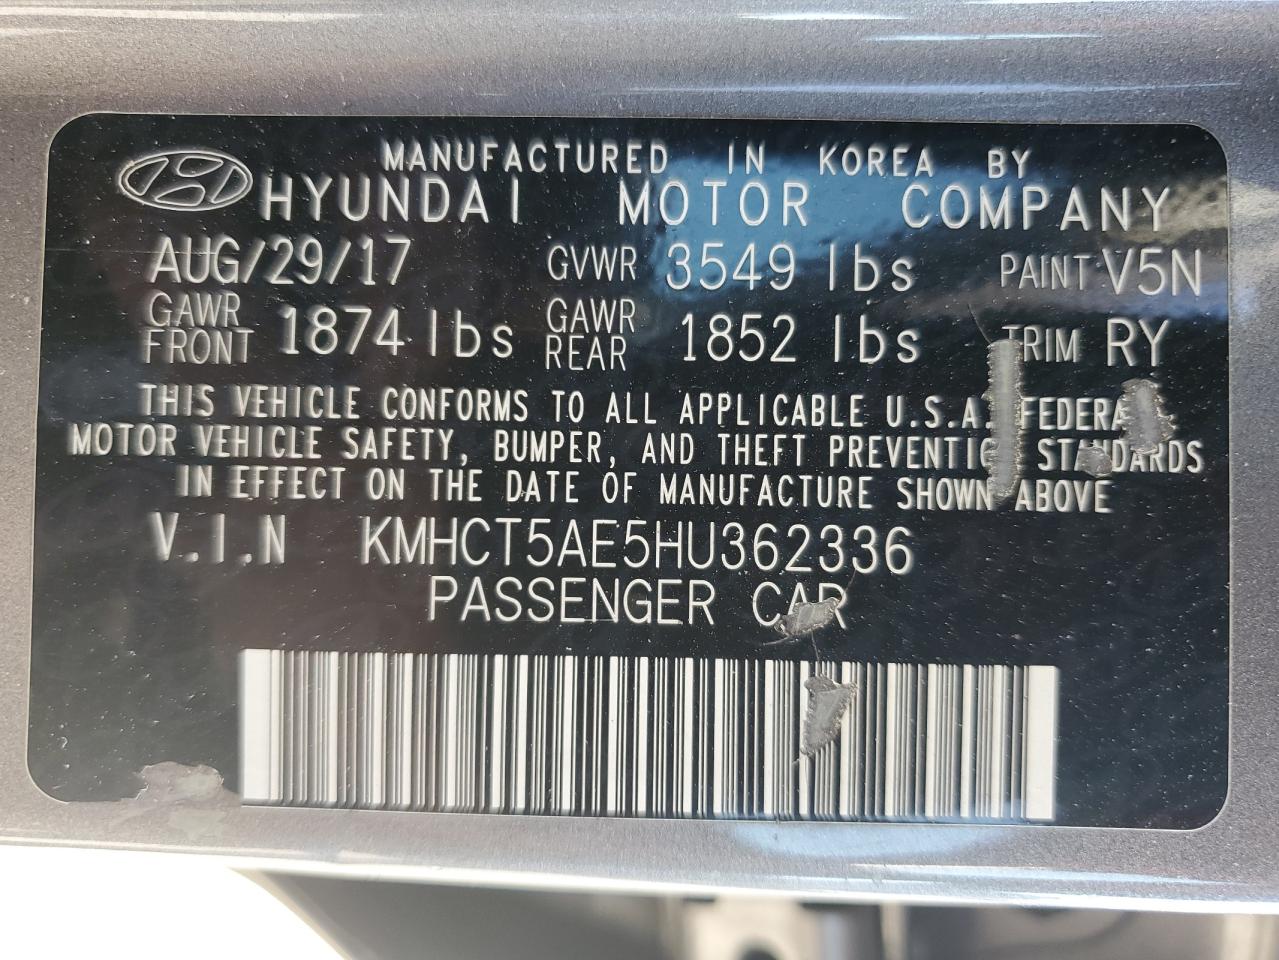 MANUFACTURED IN KOREA BY
HYUNDAI MOTOR COMPANY
AUG/29/17 GVWR 3549 lbs PAINT V5N
GAWR FRONT 1874 lbs GAWR REAR 1852 lbs TRIM RY
THIS VEHICLE CONFORMS TO ALL APPLICABLE U.S.A. FEDERAL
MOTOR VEHICLE SAFETY, BUMPER, AND THEFT PREVENTION STANDARDS
IN EFFECT ON THE DATE OF MANUFACTURE SHOWN ABOVE
V.I.N KMHCT5AE5HU362336
PASSENGER CAR